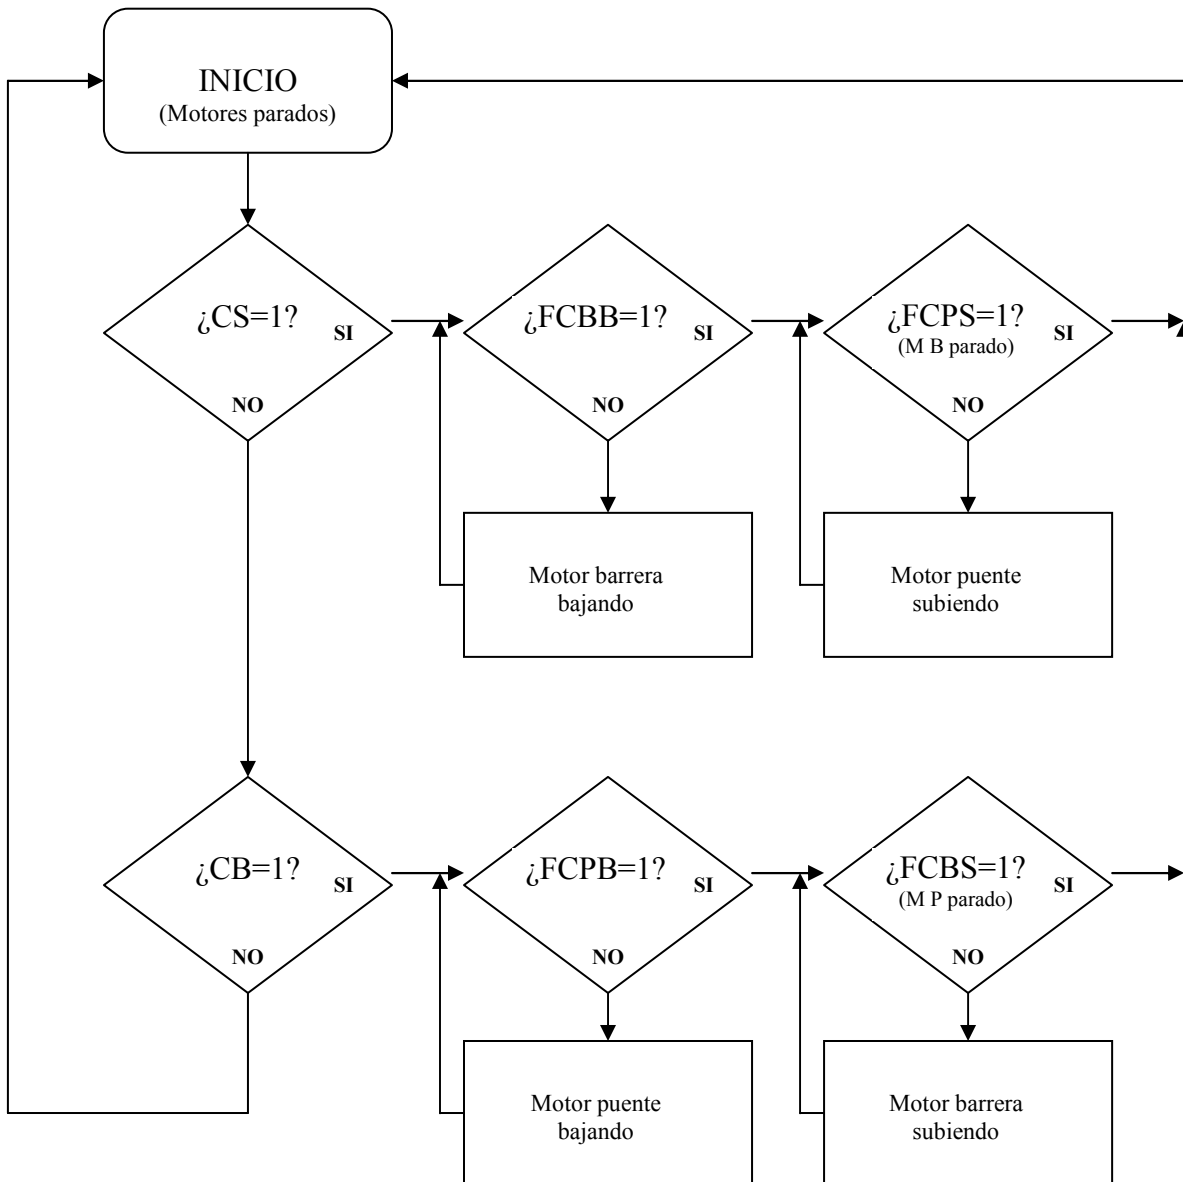 INICIO
(Motores parados)
¿CS=1?
SI
NO
¿FCBB=1?
SI
NO
¿FCPS=1?
(M B parado)
SI
NO
Motor barrera
bajando
Motor puente
subiendo
¿CB=1?
SI
NO
¿FCPB=1?
SI
NO
¿FCBS=1?
(M P parado)
SI
NO
Motor puente
bajando
Motor barrera
subiendo